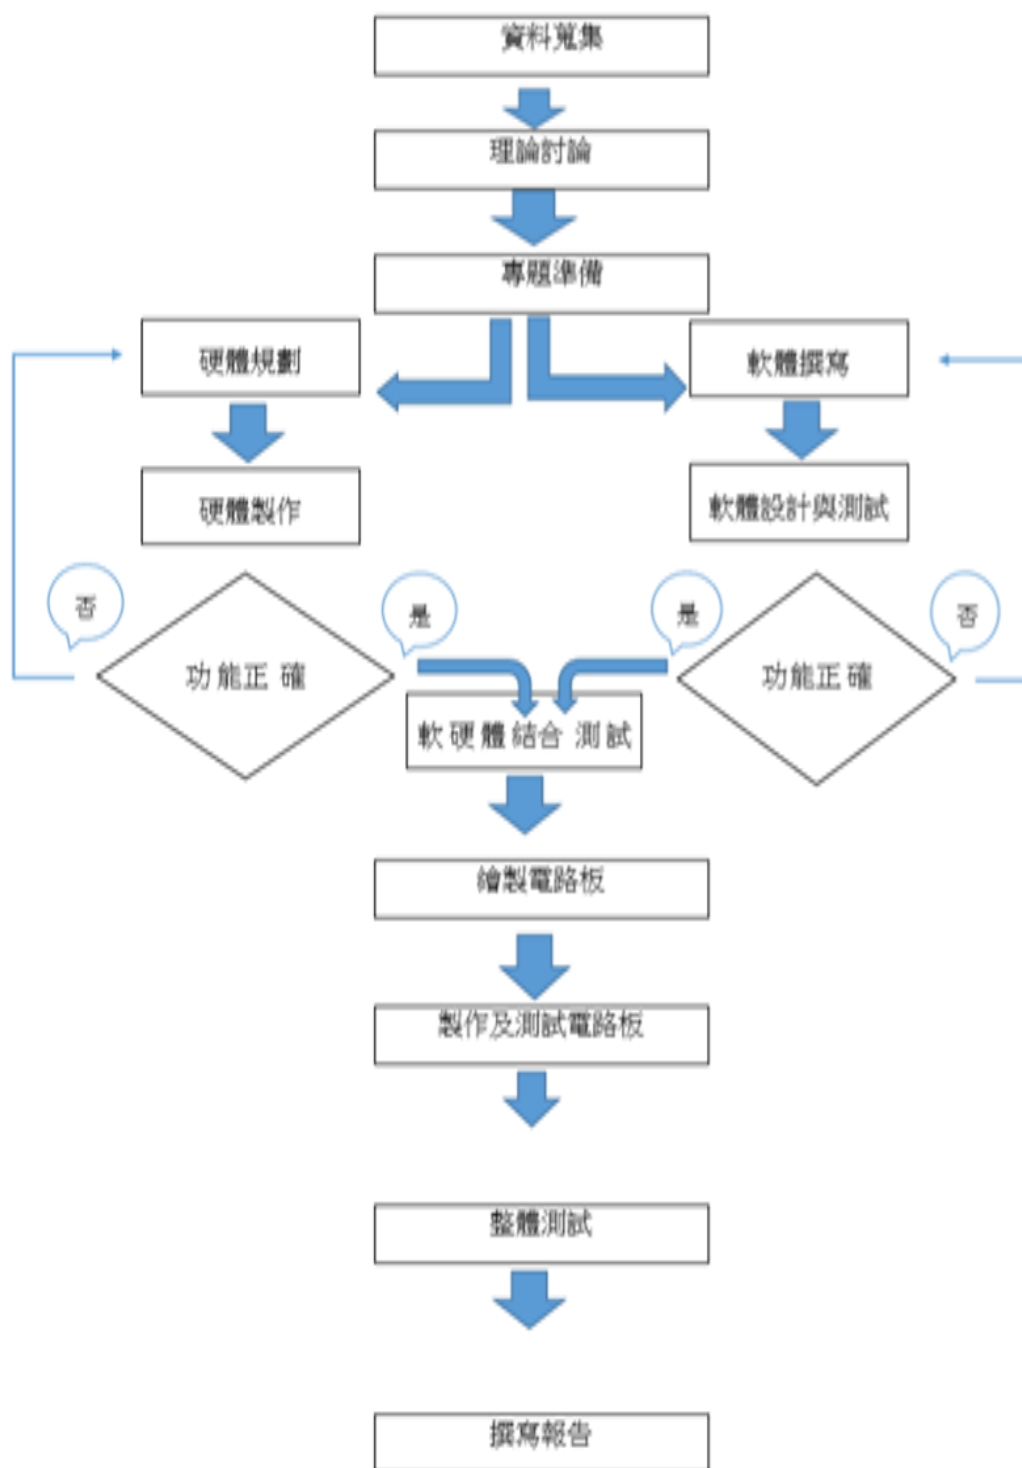 資料蒐集
理論討論
專題準備
硬體規劃
軟體撰寫
硬體製作
軟體設計與測試
否
是
是
否
功能正確
功能正確
軟硬體結合測試
繪製電路板
製作及測試電路板
整體測試
撰寫報告